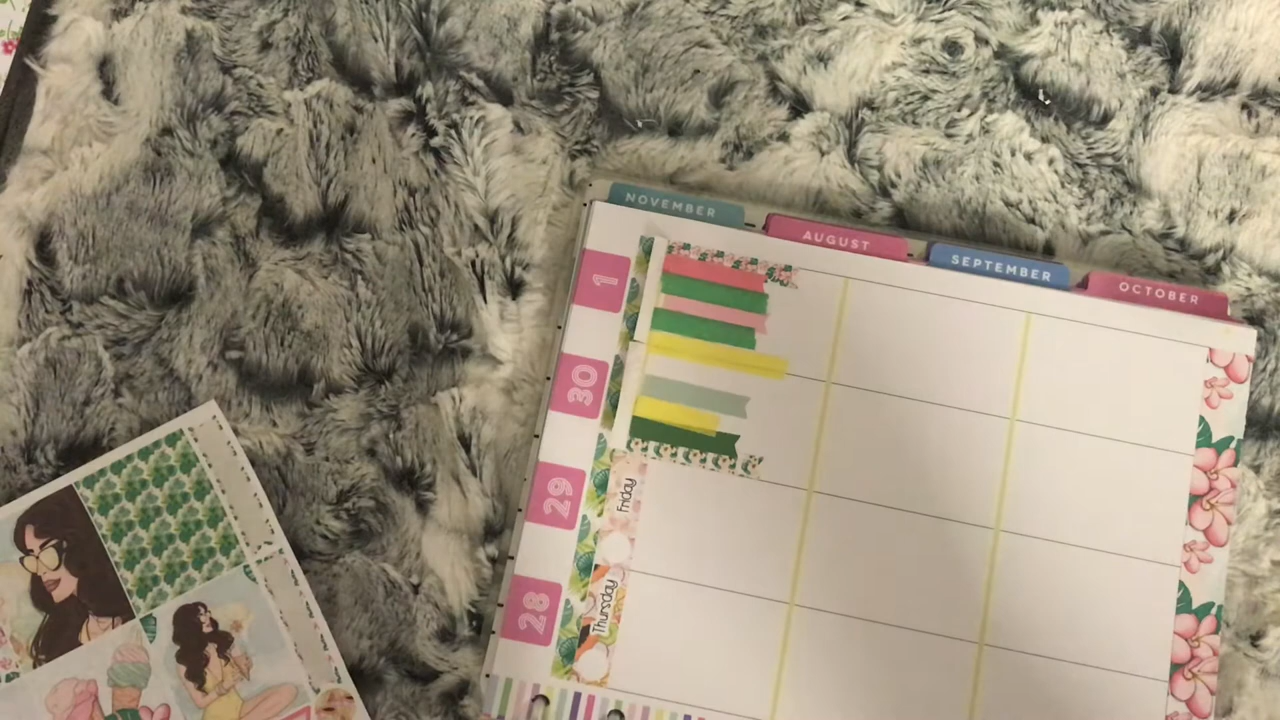 NOVEMBER
AUGUST
SEPTEMBER
OCTOBER
1
30
29
28
Friday
Thursday